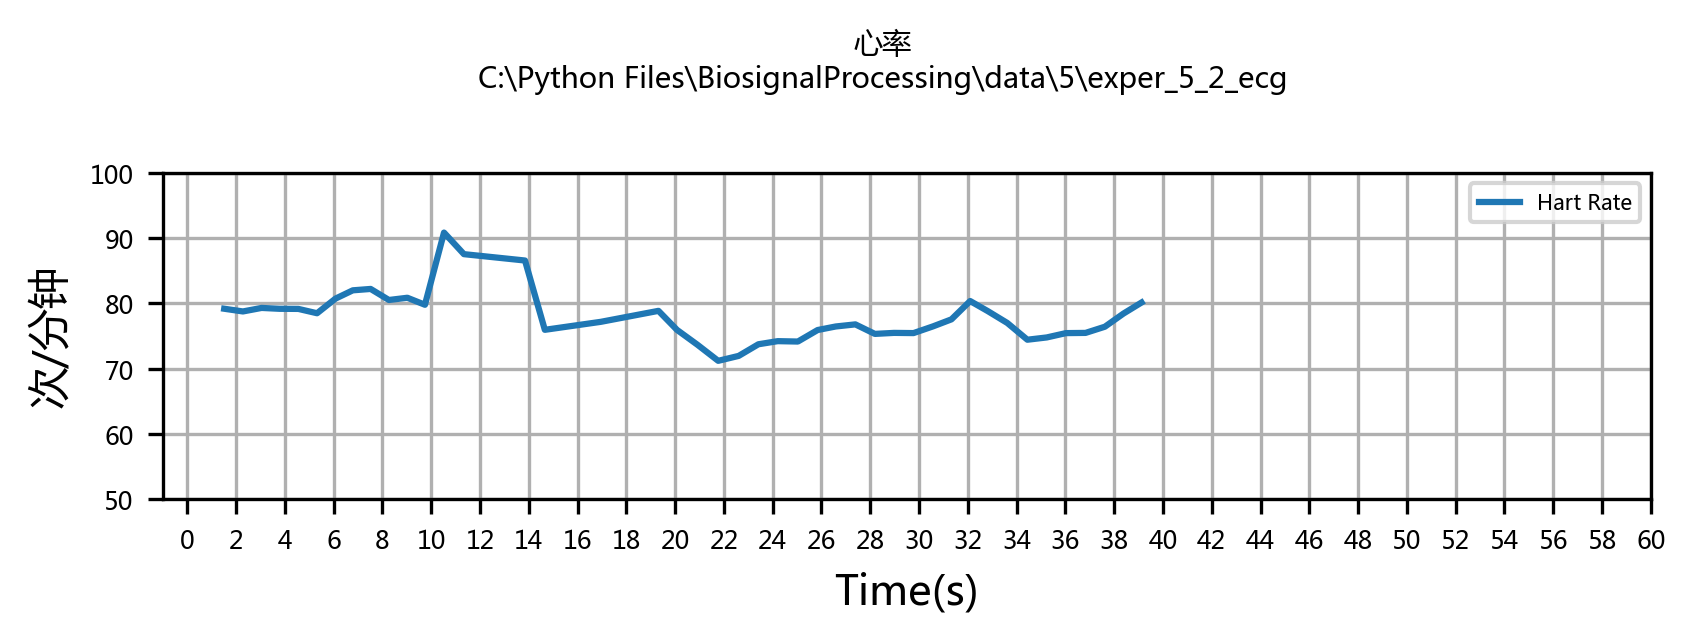 心率
C:\Python Files\BiosignalProcessing\data\5\exper_5_2_ecg
100
90
80
70
60
50
次/分钟
Hart Rate
0 2 4 6 8 10 12 14 16 18 20 22 24 26 28 30 32 34 36 38 40 42 44 46 48 50 52 54 56 58 60
Time(s)